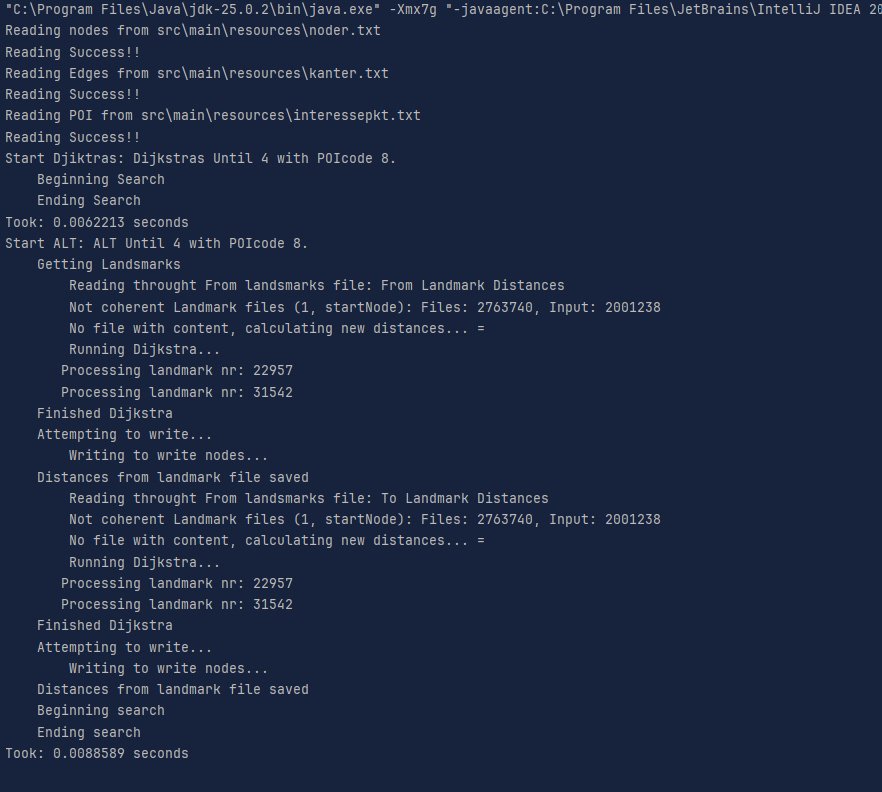 "C:\Program Files\Java\jdk-25.0.2\bin\java.exe" -Xmx7g "-javaagent:C:\Program Files\JetBrains\IntelliJ IDEA 20
Reading nodes from src\main\resources\noder.txt
Reading Success!!
Reading Edges from src\main\resources\kanter.txt
Reading Success!!
Reading POI from src\main\resources\interessepkt.txt
Reading Success!!
Start Djiktras: Dijkstras Until 4 with POIcode 8.
    Beginning Search
    Ending Search
Took: 0.0062213 seconds
Start ALT: ALT Until 4 with POIcode 8.
    Getting Landsmarks
        Reading throught From landsmarks file: From Landmark Distances
        Not coherent Landmark files (1, startNode): Files: 2763740, Input: 2001238
        No file with content, calculating new distances... =
        Running Dijkstra...
       Processing landmark nr: 22957
       Processing landmark nr: 31542
    Finished Dijkstra
    Attempting to write...
        Writing to write nodes...
    Distances from landmark file saved
        Reading throught From landsmarks file: To Landmark Distances
        Not coherent Landmark files (1, startNode): Files: 2763740, Input: 2001238
        No file with content, calculating new distances... =
        Running Dijkstra...
       Processing landmark nr: 22957
       Processing landmark nr: 31542
    Finished Dijkstra
    Attempting to write...
        Writing to write nodes...
    Distances from landmark file saved
    Beginning search
    Ending search
Took: 0.0088589 seconds